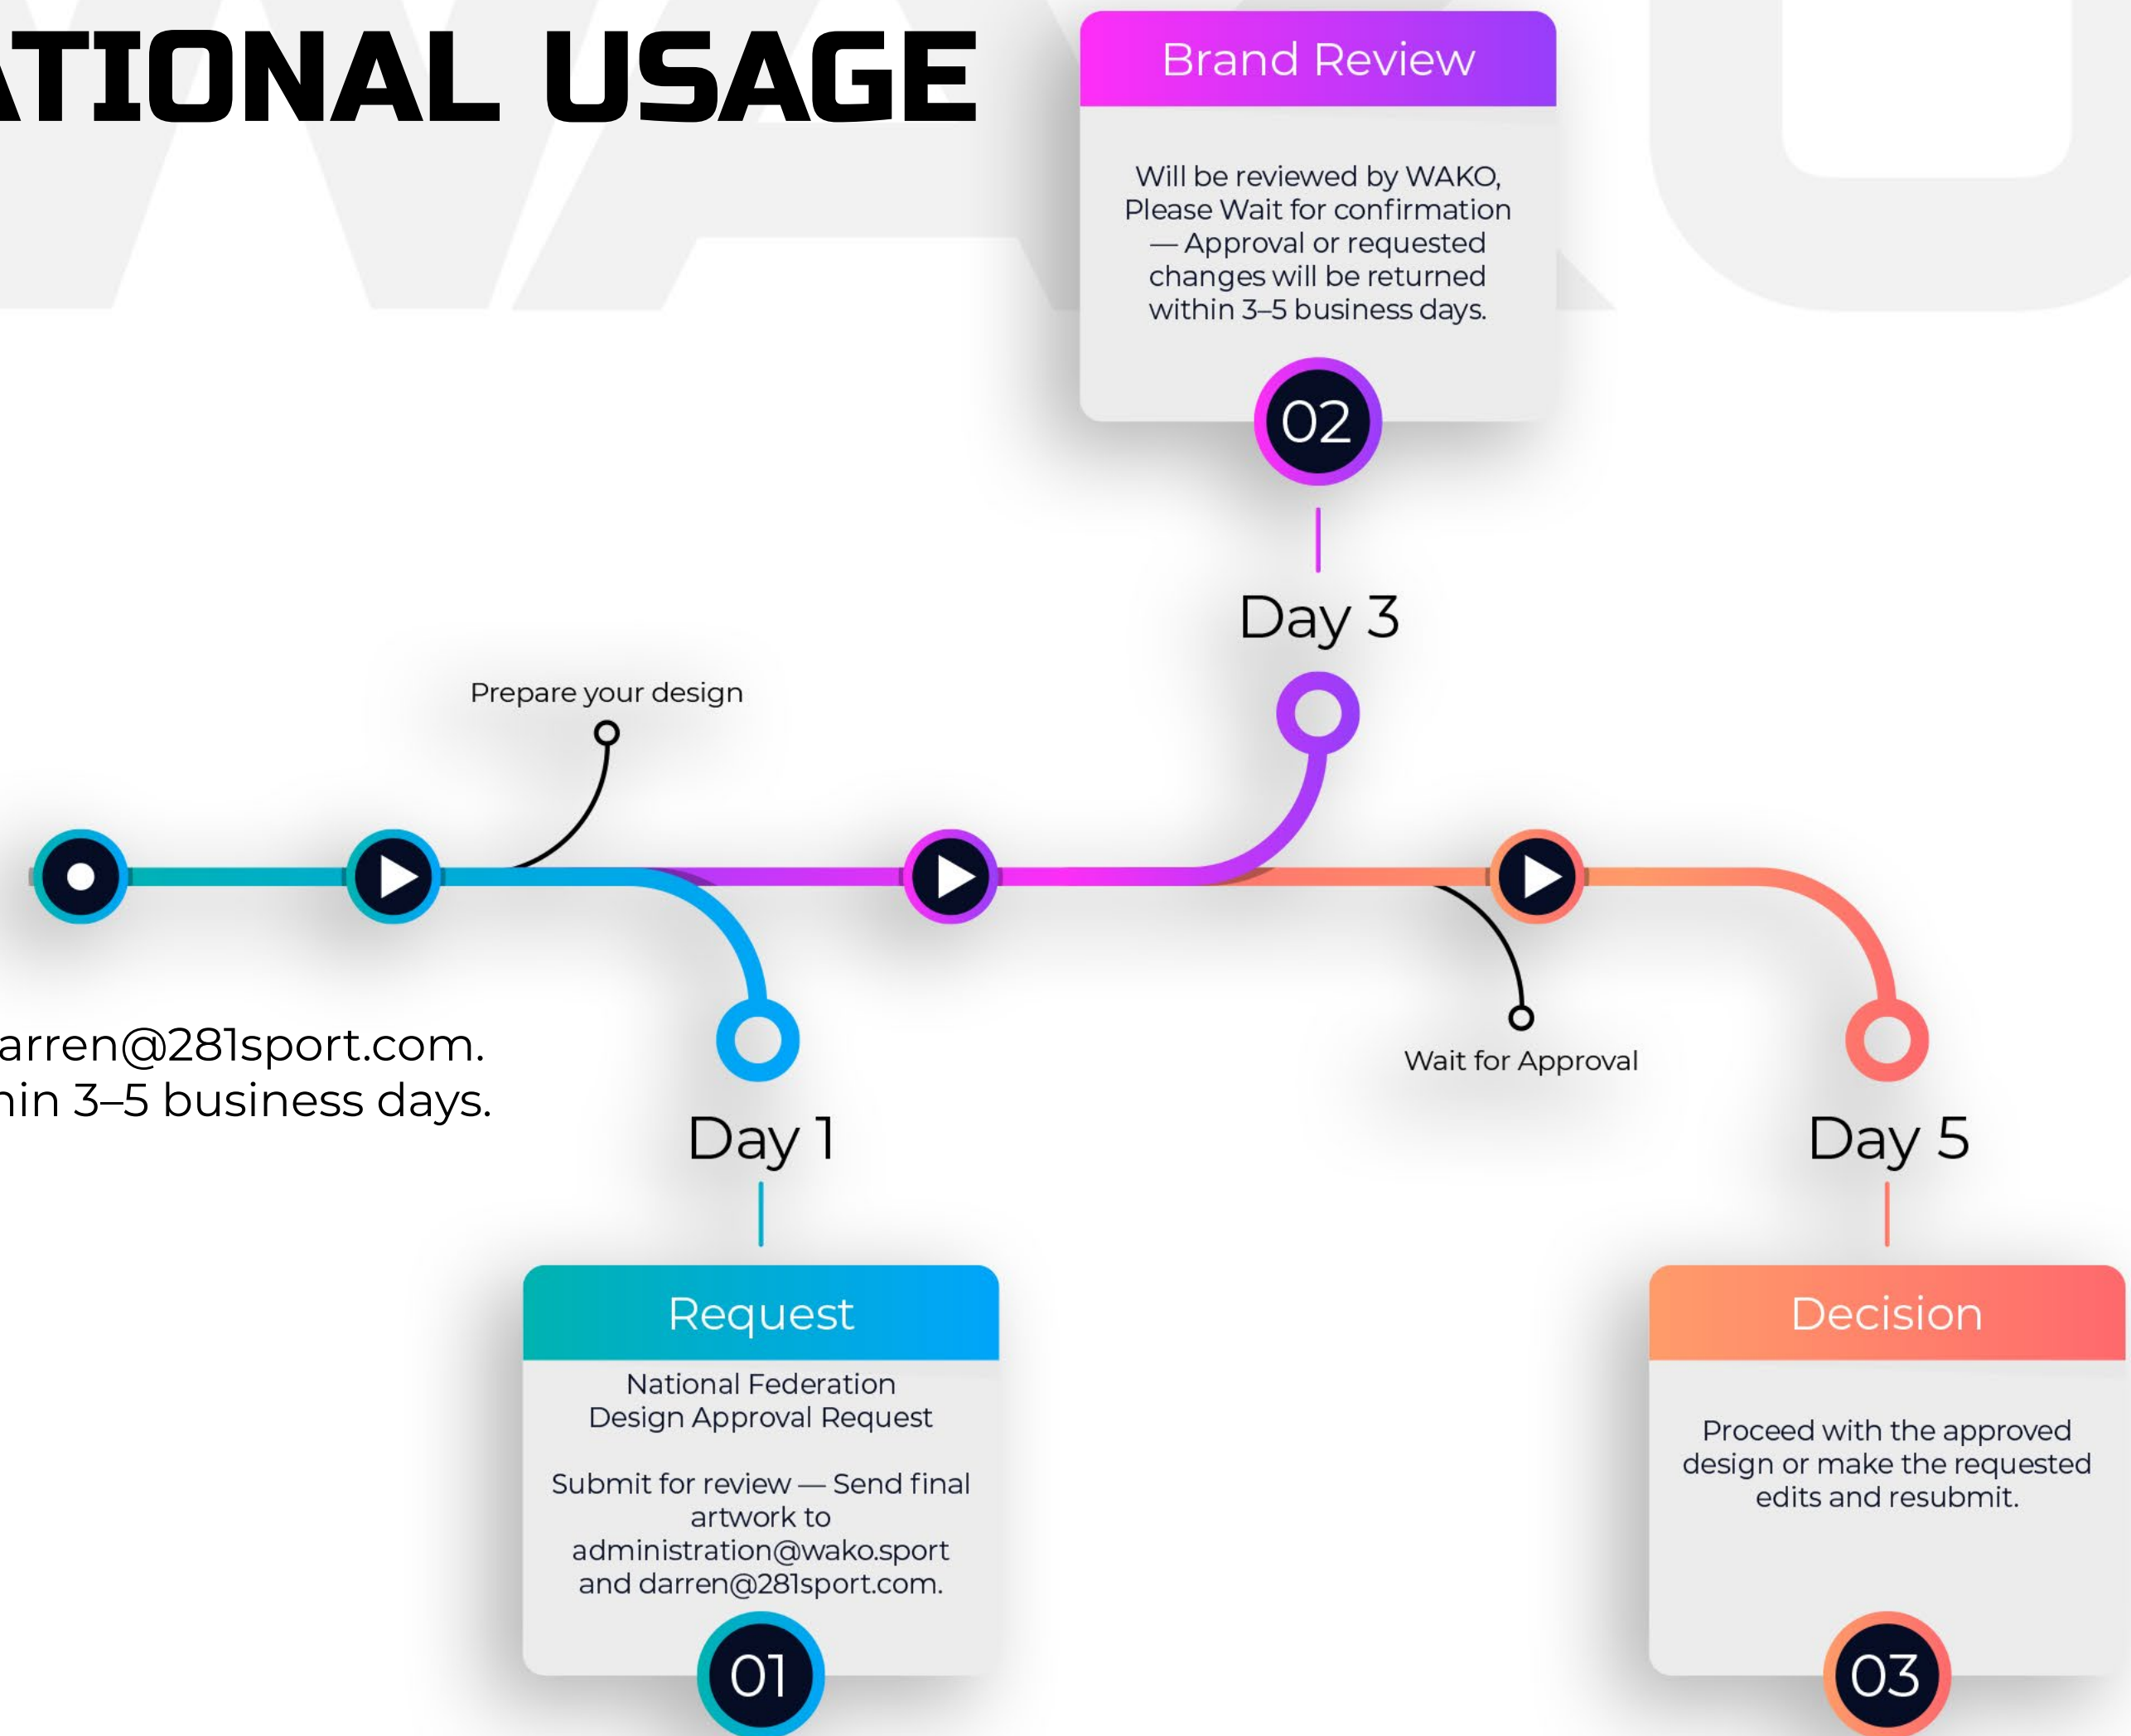 ATIONAL USAGE
Brand Review
Will be reviewed by WAKO,
Please Wait for confirmation
— Approval or requested
changes will be returned
within 3–5 business days.
02
Day 3
Prepare your design
arren@281sport.com.
hin 3–5 business days.
Wait for Approval
Day 1
Day 5
Request
National Federation
Design Approval Request
Submit for review — Send final
artwork to
administration@wako.sport
and darren@281sport.com.
01
Decision
Proceed with the approved
design or make the requested
edits and resubmit.
03